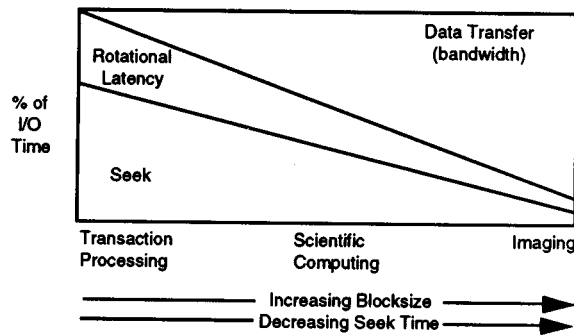 Data Transfer
(bandwidth)
Rotational
Latency
% of
I/O
Time
Seek
Transaction
Processing
Scientific
Computing
Imaging
Increasing Blocksize
Decreasing Seek Time